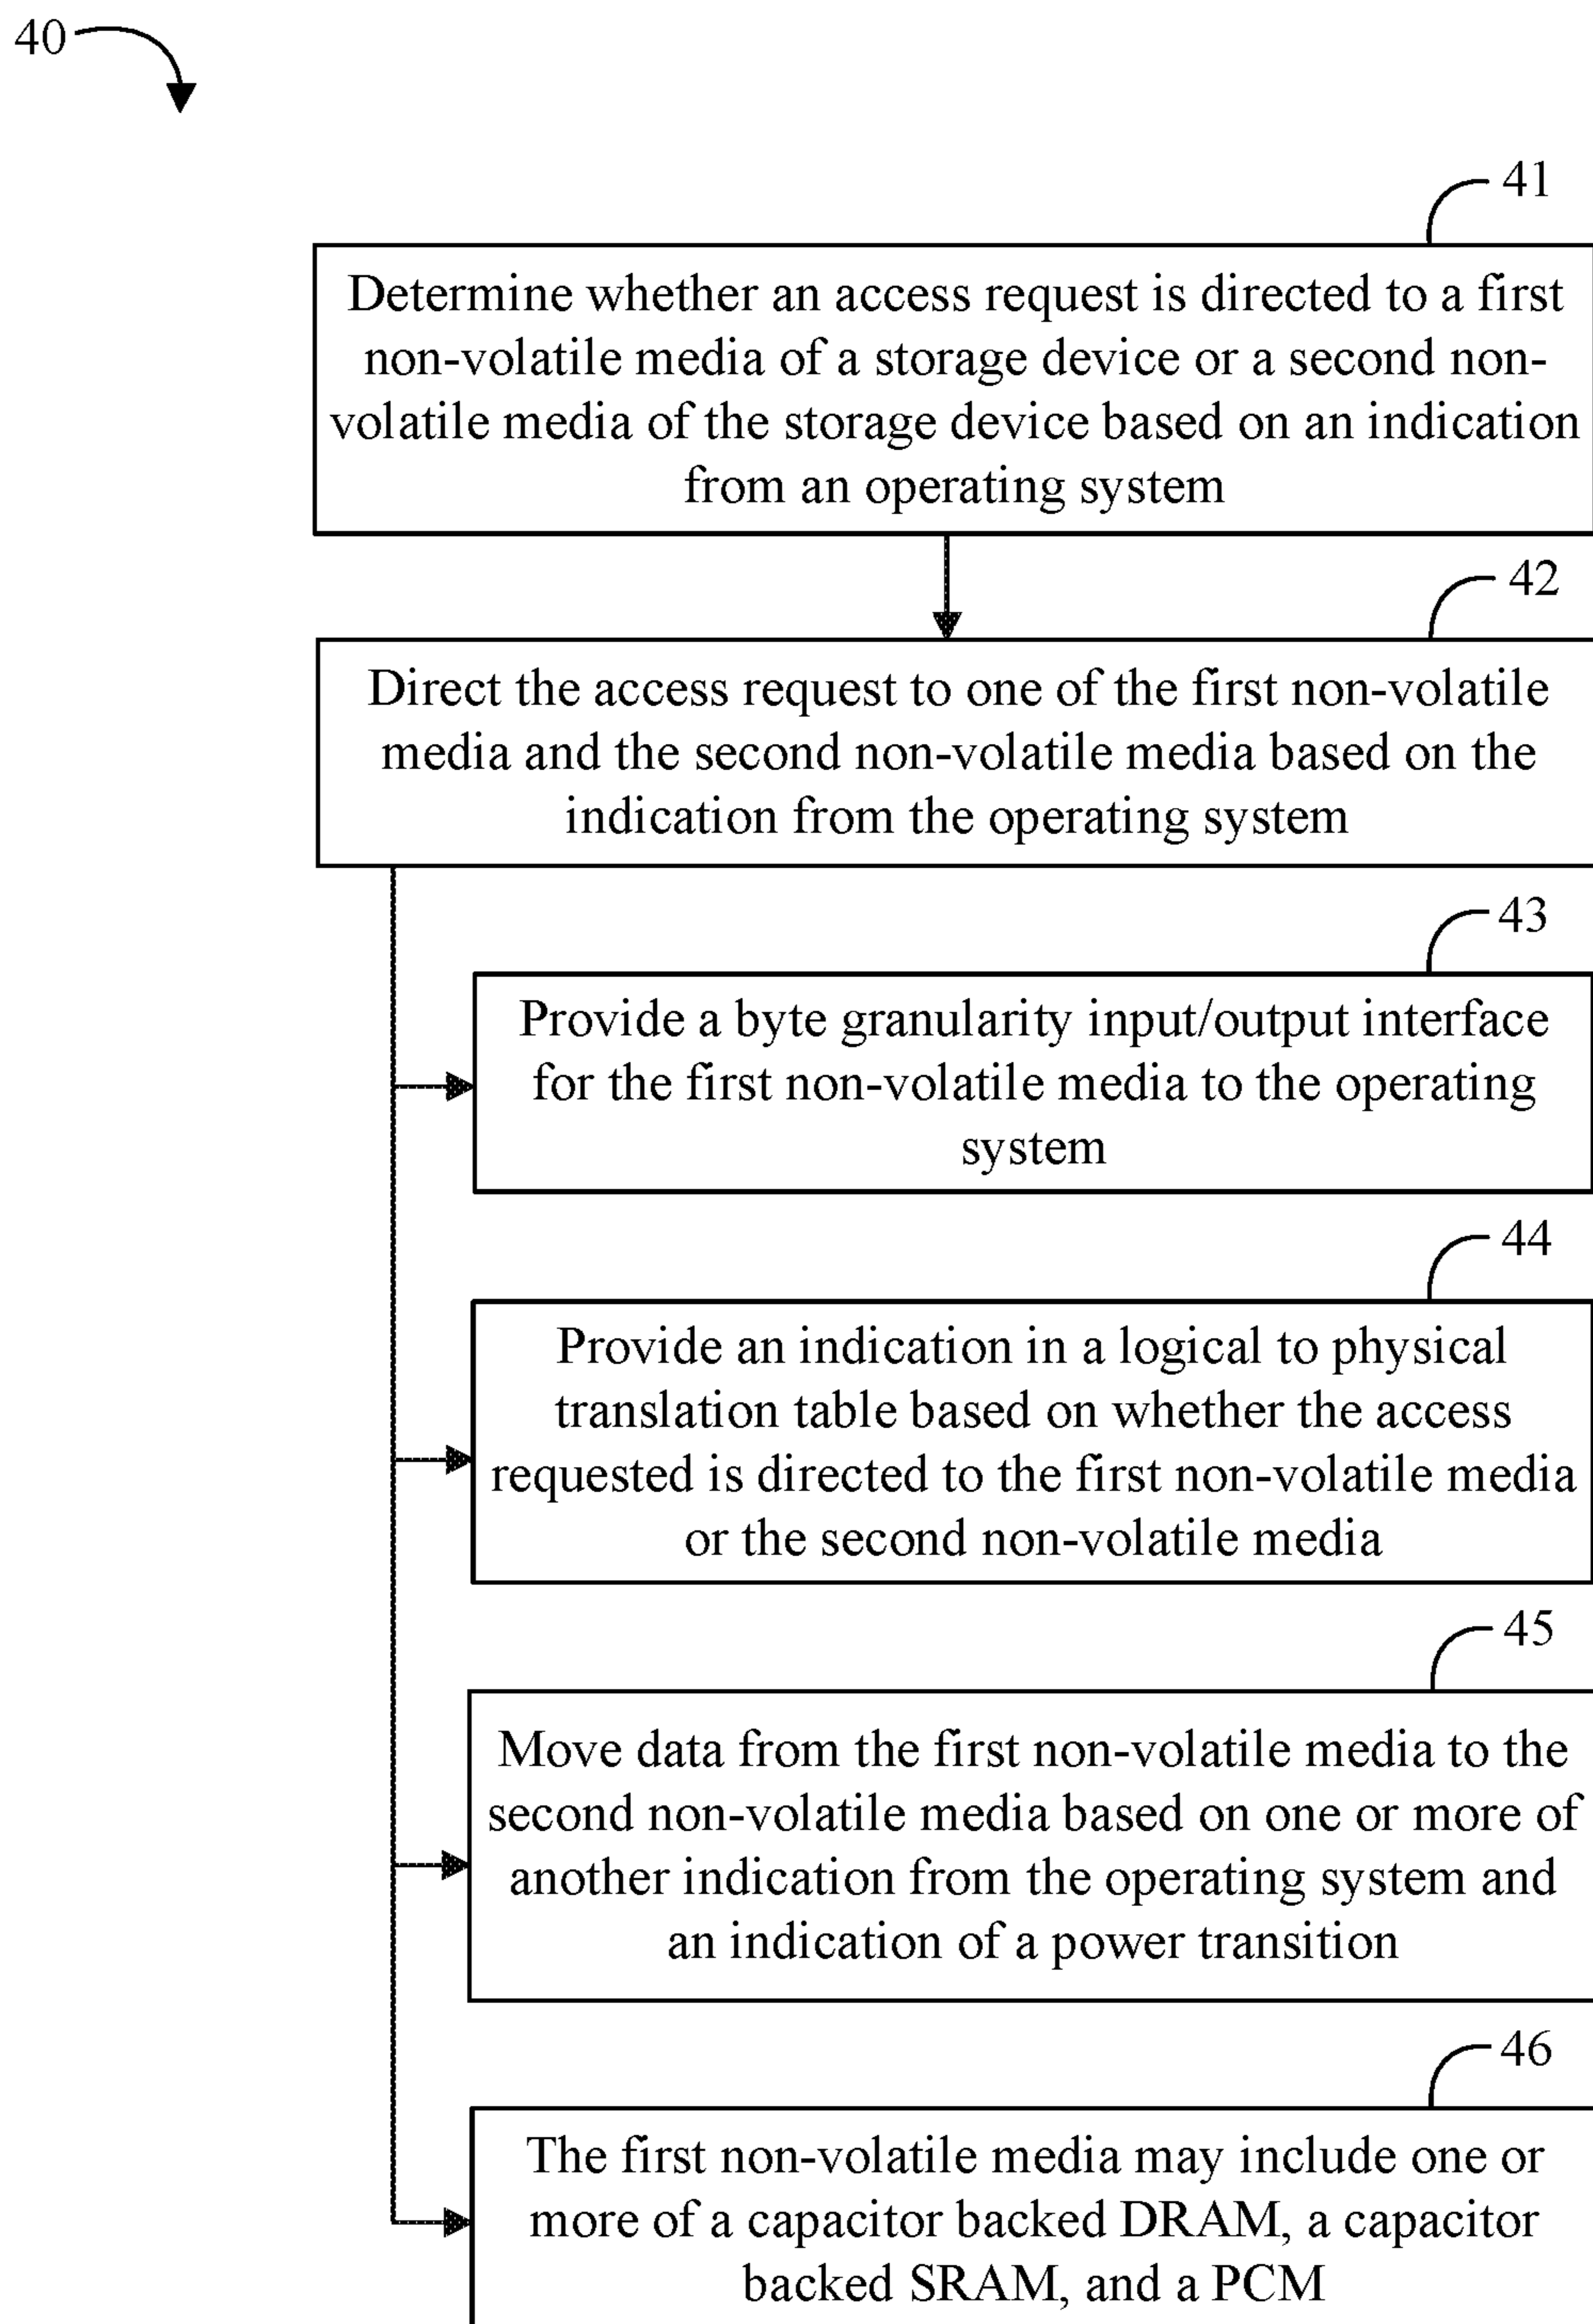 40
41
Determine whether an access request is directed to a first
non-volatile media of a storage device or a second non-
volatile media of the storage device based on an indication
from an operating system
42
Direct the access request to one of the first non-volatile
media and the second non-volatile media based on the
indication from the operating system
43
Provide a byte granularity input/output interface
for the first non-volatile media to the operating
system
44
Provide an indication in a logical to physical
translation table based on whether the access
requested is directed to the first non-volatile media
or the second non-volatile media
45
Move data from the first non-volatile media to the
second non-volatile media based on one or more of
another indication from the operating system and
an indication of a power transition
46
The first non-volatile media may include one or
more of a capacitor backed DRAM, a capacitor
backed SRAM, and a PCM